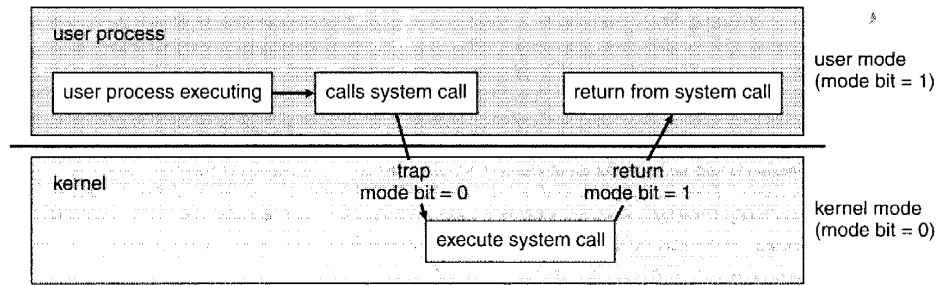 user process
user process executing
calls system call
return from system call
user mode
(mode bit = 1)
trap
mode bit = 0
return
mode bit = 1
kernel
execute system call
kernel mode
(mode bit = 0)